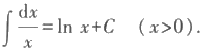 ∫ dx/x = ln x + C (x>0).